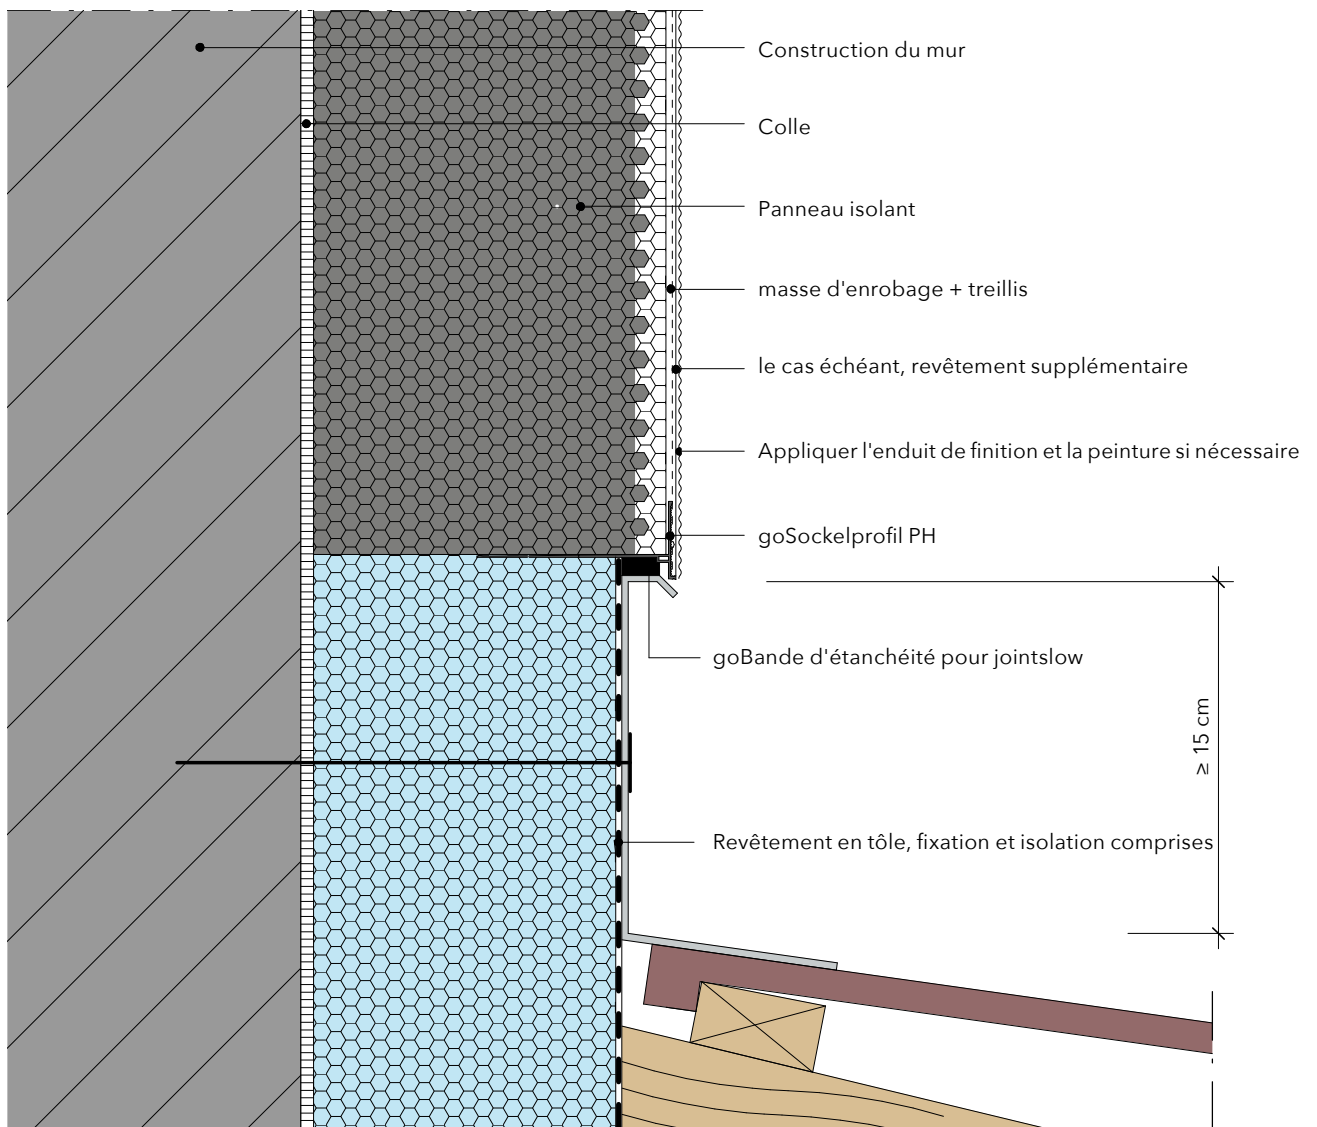 Construction du mur
Colle
Panneau isolant
masse d'enrobage + treillis
le cas échéant, revêtement supplémentaire
Appliquer l'enduit de finition et la peinture si nécessaire
goSockelprofil PH
goBande d'étanchéité pour jointslow
≥ 15 cm
Revêtement en tôle, fixation et isolation comprises